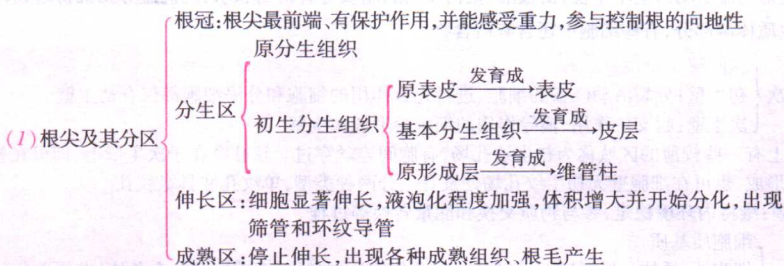 根冠:根尖最前端、有保护作用,并能感受重力,参与控制根的向地性
原分生组织
分生区
初生分生组织
原表皮 发育成 表皮
基本分生组织 发育成 皮层
原形成层 发育成 维管柱
(1)根尖及其分区
伸长区:细胞显著伸长,液泡化程度加强,体积增大并开始分化,出现
筛管和环纹导管
成熟区:停止伸长,出现各种成熟组织、根毛产生